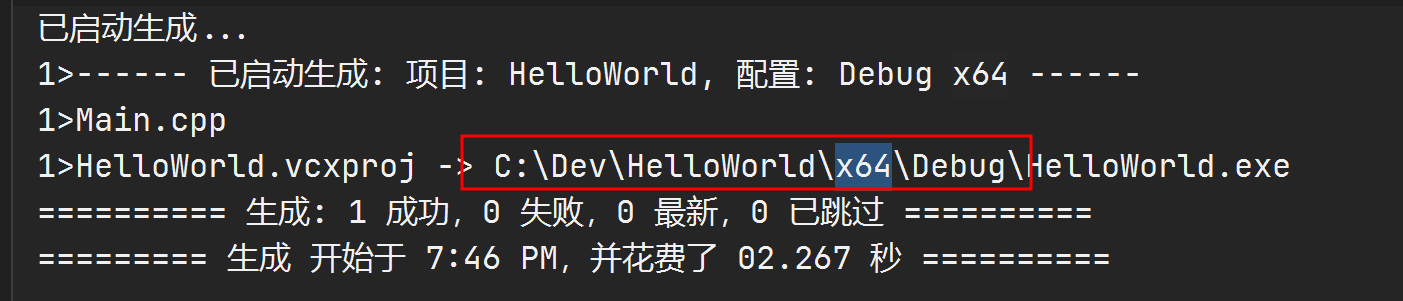 已启动生成...
1>------ 已启动生成: 项目: HelloWorld, 配置: Debug x64 ------
1>Main.cpp
1>HelloWorld.vcxproj -> C:\Dev\HelloWorld\x64\Debug\HelloWorld.exe
========== 生成: 1 成功，0 失败，0 最新，0 已跳过 ==========
========= 生成 开始于 7:46 PM，并花费了 02.267 秒 ==========